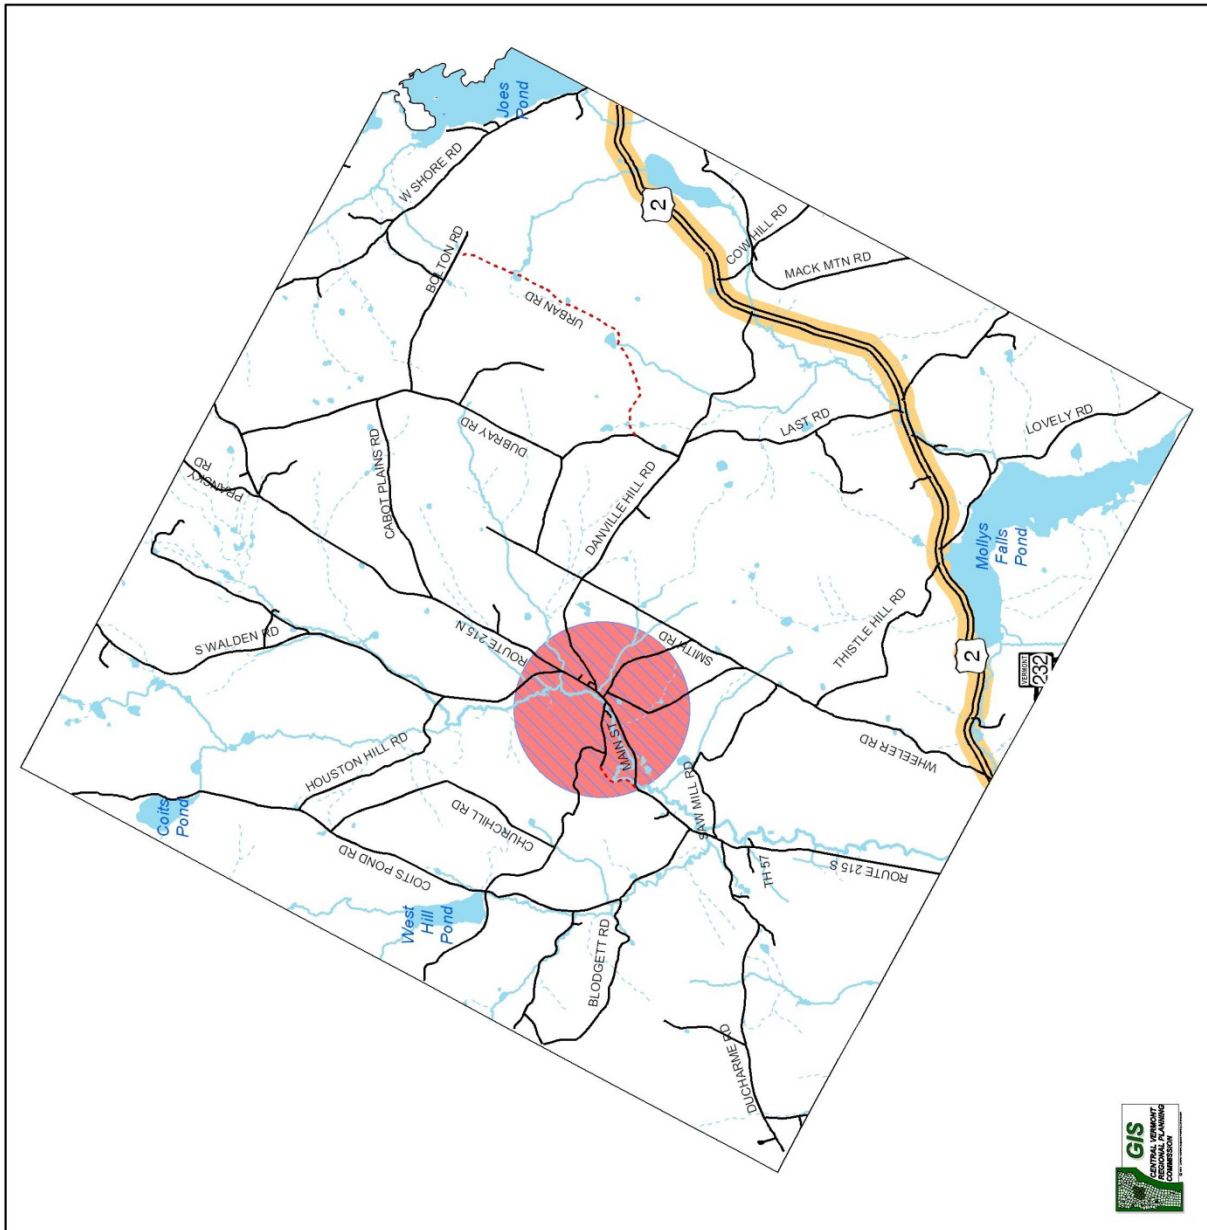 Joes
Pond
W SHORE RD
2
BOLTON RD
COW HILL RD
MACK MTN RD
URBAN RD
PRANSKY
RD
CABOT PLAINS RD
DUBRAY RD
LAST RD
LOVELY RD
DANVILLE HILL RD
Mollys
Falls
Pond
S WALDEN RD
ROUTE 215 N
SMITH RD
THISTLE HILL RD
2
VERMONT
232
HOUSTON HILL RD
MAIN ST
WHEELER RD
Coits
Pond
CHURCHILL RD
SAW MILL RD
COITS POND RD
TH 57
ROUTE 215 S
West
Hill
Pond
BLODGETT RD
DUCHARME RD
GIS
CENTRAL VERMONT
REGIONAL PLANNING
COMMISSION